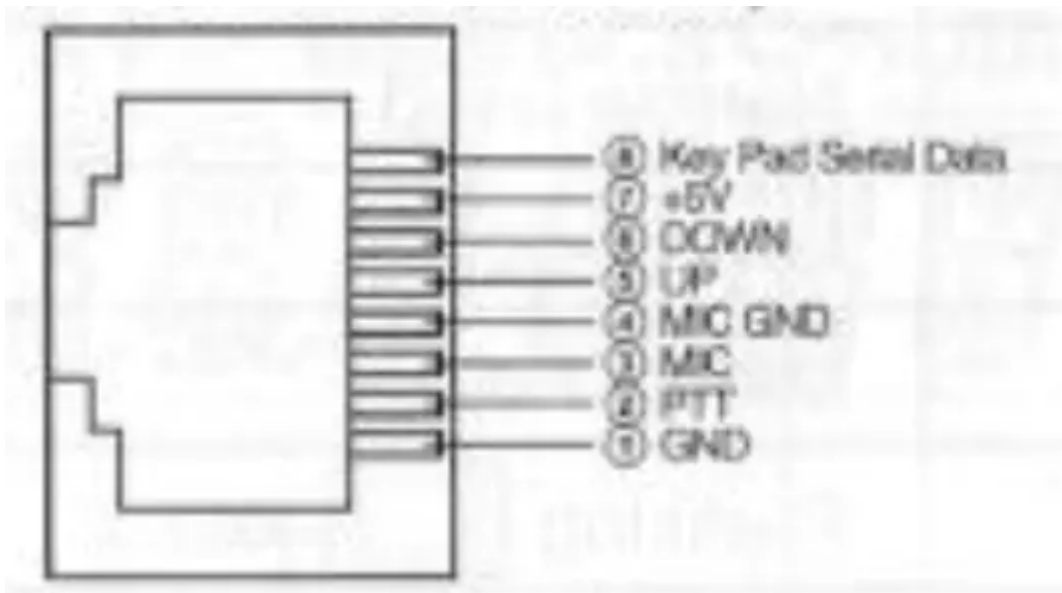 ⑧ Key Pad Serial Data
⑦ +5V
⑥ DOWN
⑤ UP
④ MIC GND
③ MIC
② PTT
① GND